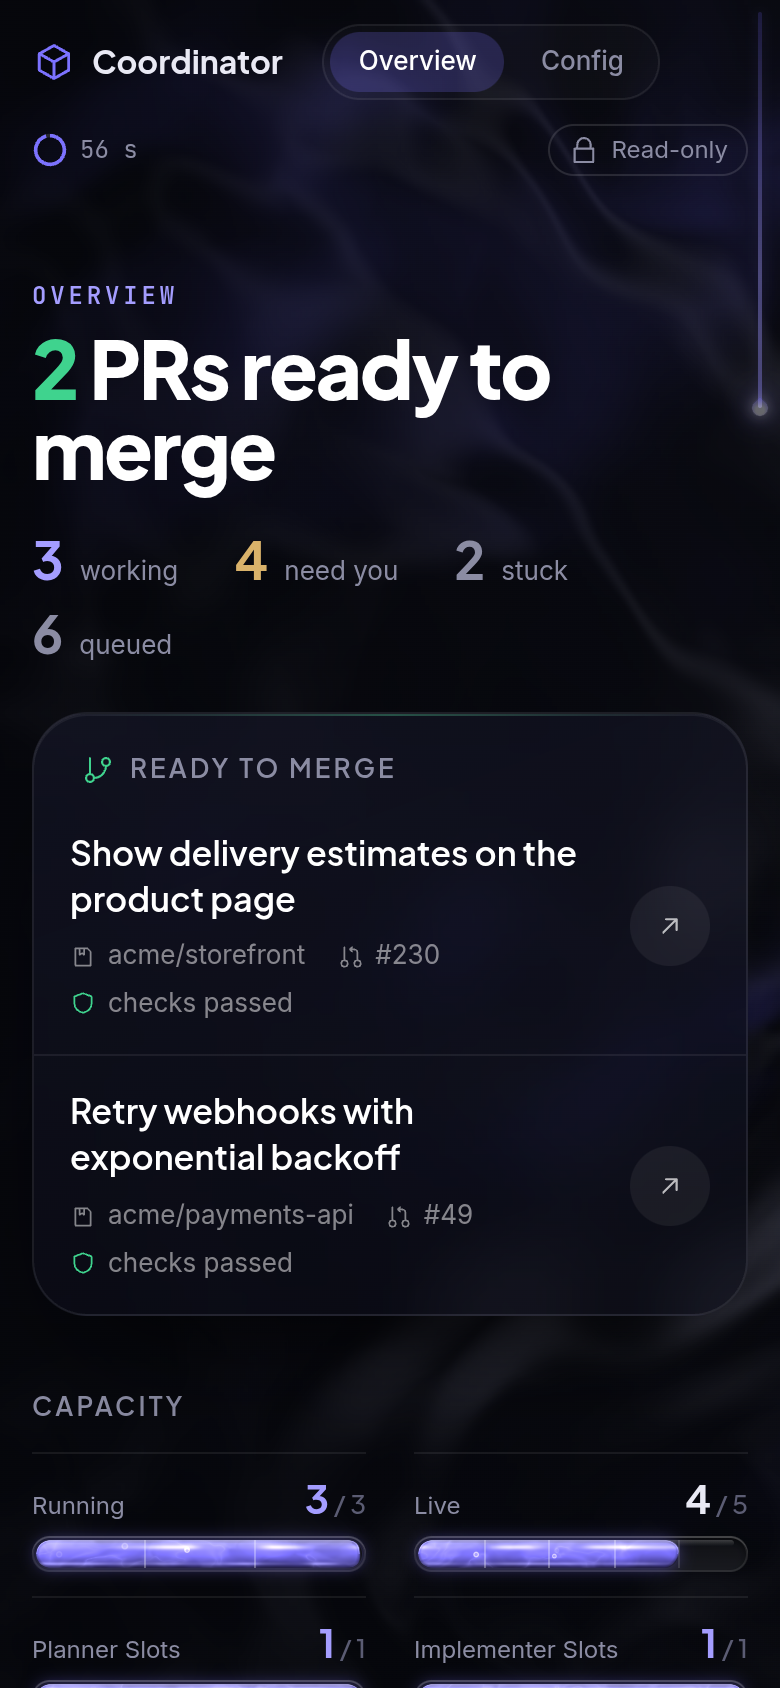 Coordinator
Overview
Config
56 s
Read-only
OVERVIEW
2 PRs ready to
merge
3 working
4 need you
2 stuck
6 queued
READY TO MERGE
Show delivery estimates on the
product page
acme/storefront
#230
checks passed
Retry webhooks with
exponential backoff
acme/payments-api
#49
checks passed
CAPACITY
Running 3/3
Live 4/5
Planner Slots 1/1
Implementer Slots 1/1